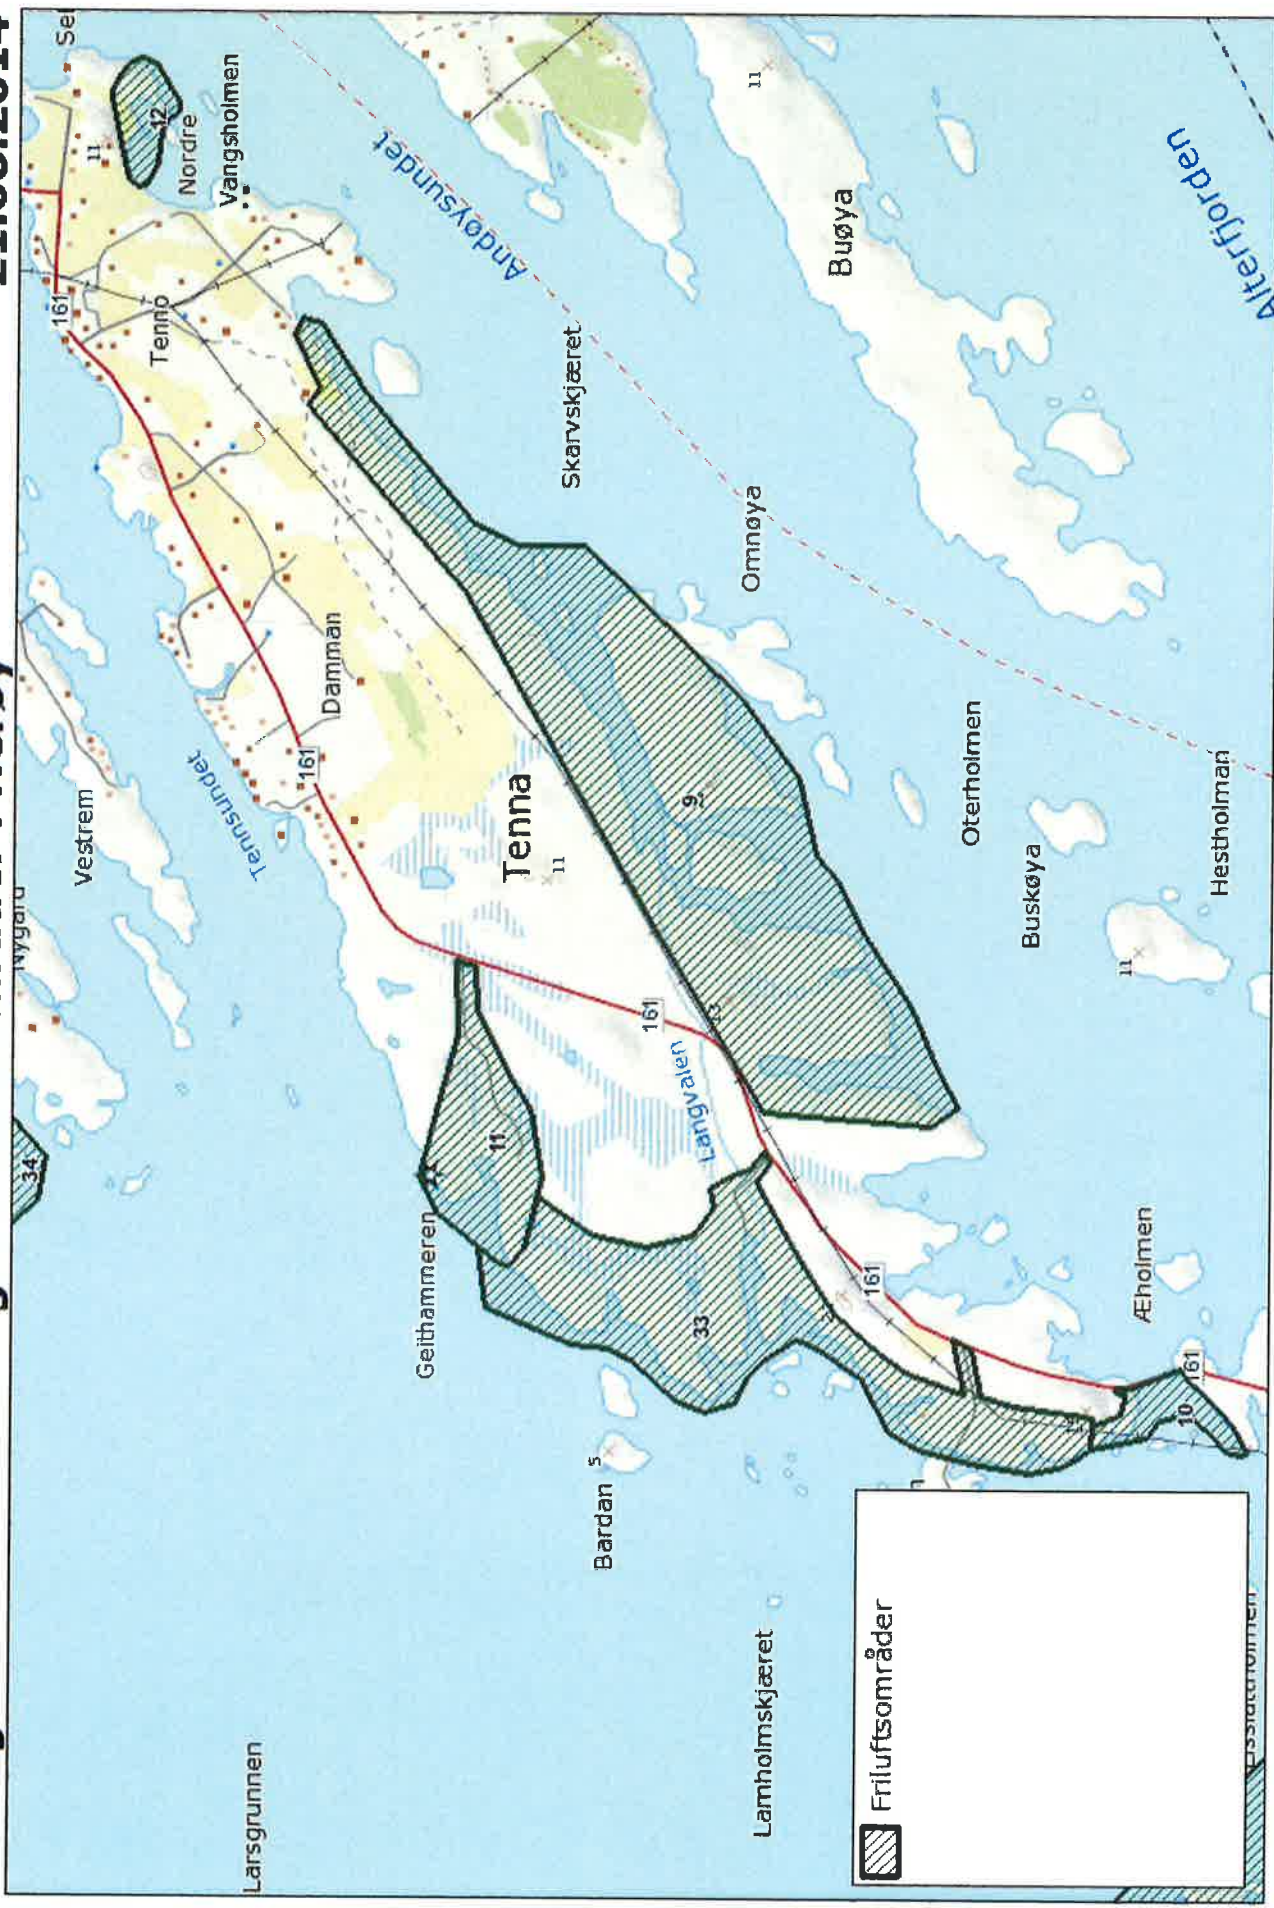 34
Nygård
Vestrem
Tennsundet
161
Tenno
11
12
Nordre
Vangsholmen
Andøysundet
11
Buøya
Alterfjorden
Damman
161
Skarvskjæret
Omnøya
Tenna
11
9
161
13
Langvalen
Oterholmen
Buskøya
Hestholman
11
Geithammeren
11
33
161
Æholmen
161
10
5
Bardan
Larsgrunnen
Lamholmskjæret
Friluftsområder